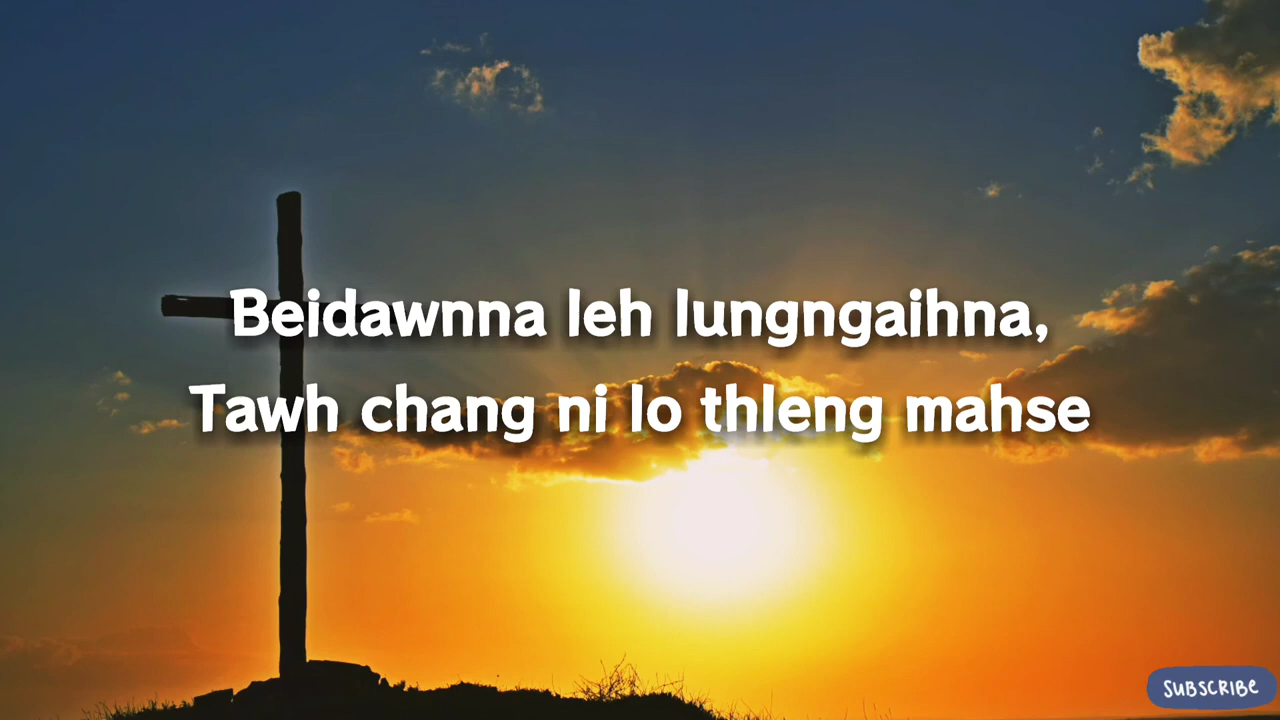 Beidawnna leh lungngaihna,
Tawh chang ni lo thleng mahse
SUBSCRIBE